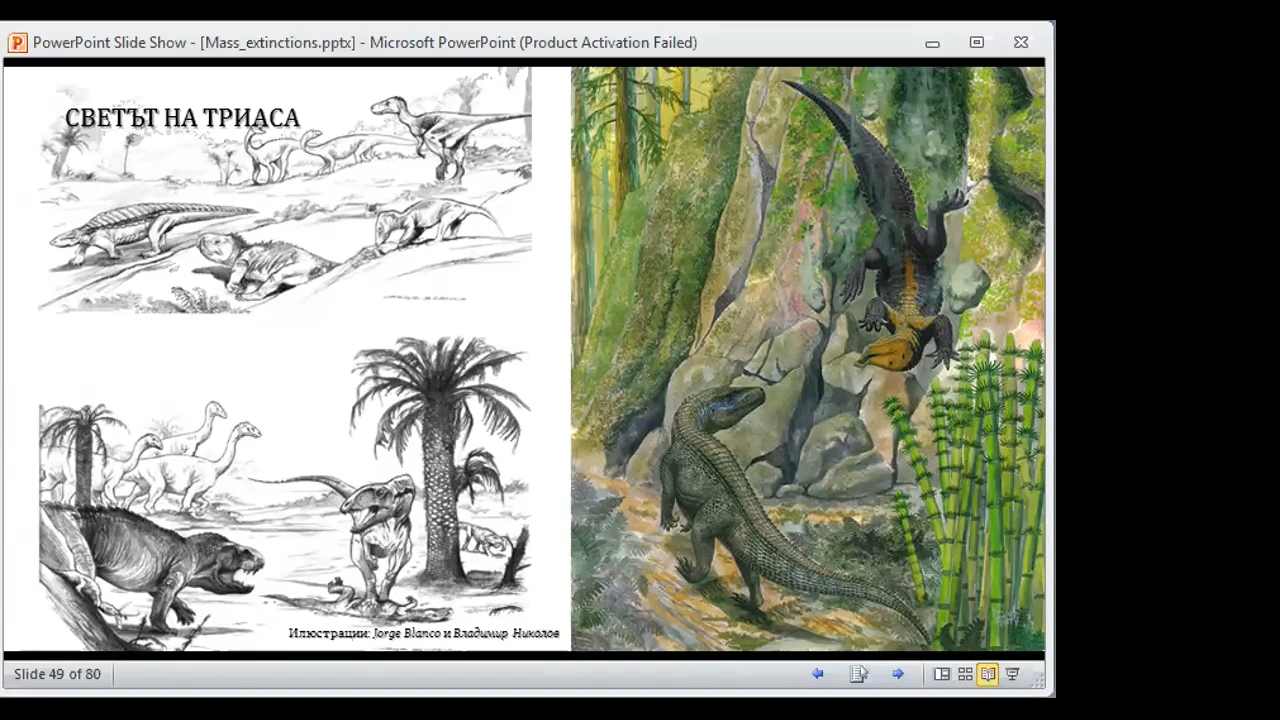 PowerPoint Slide Show - [Mass_extinctions.pptx] - Microsoft PowerPoint (Product Activation Failed)
СВЕТЪТ НА ТРИАСА
Илюстрации: Jorge Blanco и Владимир Николов
Slide 49 of 80